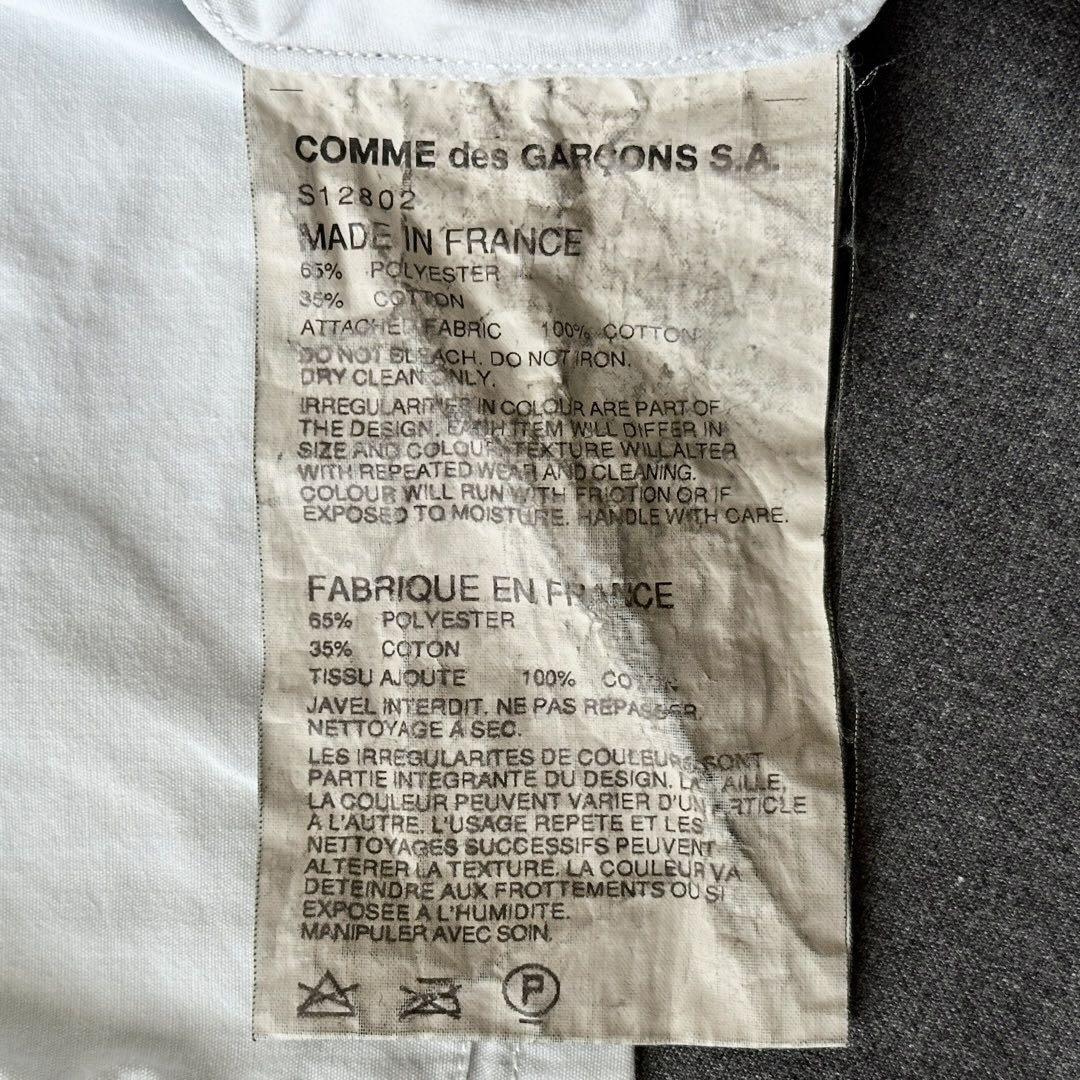 COMME des GARÇONS S.A.
S12802
MADE IN FRANCE
65% POLYESTER
35% COTTON
ATTACHED FABRIC 100% COTTON
DO NOT BLEACH. DO NOT IRON.
DRY CLEAN ONLY.
IRREGULARITIES IN COLOUR ARE PART OF
THE DESIGN. EACH ITEM WILL DIFFER IN
SIZE AND COLOUR. TEXTURE WILL ALTER
WITH REPEATED WEAR AND CLEANING.
COLOUR WILL RUN WITH FRICTION OR IF
EXPOSED TO MOISTURE. HANDLE WITH CARE.
FABRIQUE EN FRANCE
65% POLYESTER
35% COTON
TISSU AJOUTE 100% COTON
JAVEL INTERDIT. NE PAS REPASSER.
NETTOYAGE A SEC.
LES IRREGULARITES DE COULEURS SONT
PARTIE INTEGRANTE DU DESIGN. LA TAILLE,
LA COULEUR PEUVENT VARIER D'UN ARTICLE
A L'AUTRE. L'USAGE REPETE ET LES
NETTOYAGES SUCCESSIFS PEUVENT
ALTERER LA TEXTURE. LA COULEUR VA
DETEINDRE AUX FROTTEMENTS OU SI
EXPOSEE A L'HUMIDITE.
MANIPULER AVEC SOIN.
P